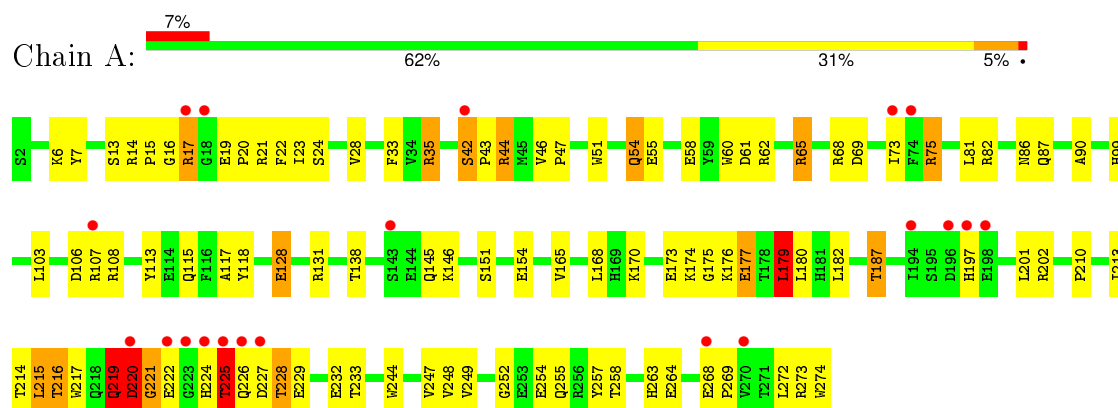 7%
Chain A:
62% 31% 5% •
S2 K6 Y7 S13 R14 P15 G16 R17 G18 E19 P20 R21 F22 I23 S24 V28 F33 V34 R35 S42 P43 R44 M45 V46 P47 W51 Q54 E55 E58 Y59 W60 D61 R62 R65 R68 D69 I73 F74 R75 L81 R82 N86 Q87 A90 H99
L103 D106 R107 R108 Y113 E114 Q115 F116 A117 Y118 E128 R131 T138 S143 E144 Q145 K146 S151 E154 V165 L168 H169 K170 E173 K174 G175 K176 E177 T178 L179 L180 H181 L182 T187 I194 S195 D196 H197 E198 L201 R202 P210 I213
T214 L215 T216 W217 Q218 Q219 D220 G221 E222 G223 H224 T225 Q226 D227 T228 E229 E232 T233 W244 V247 V248 V249 G252 E253 E254 Q255 R256 Y257 T258 H263 E264 E268 P269 V270 T271 L272 R273 W274